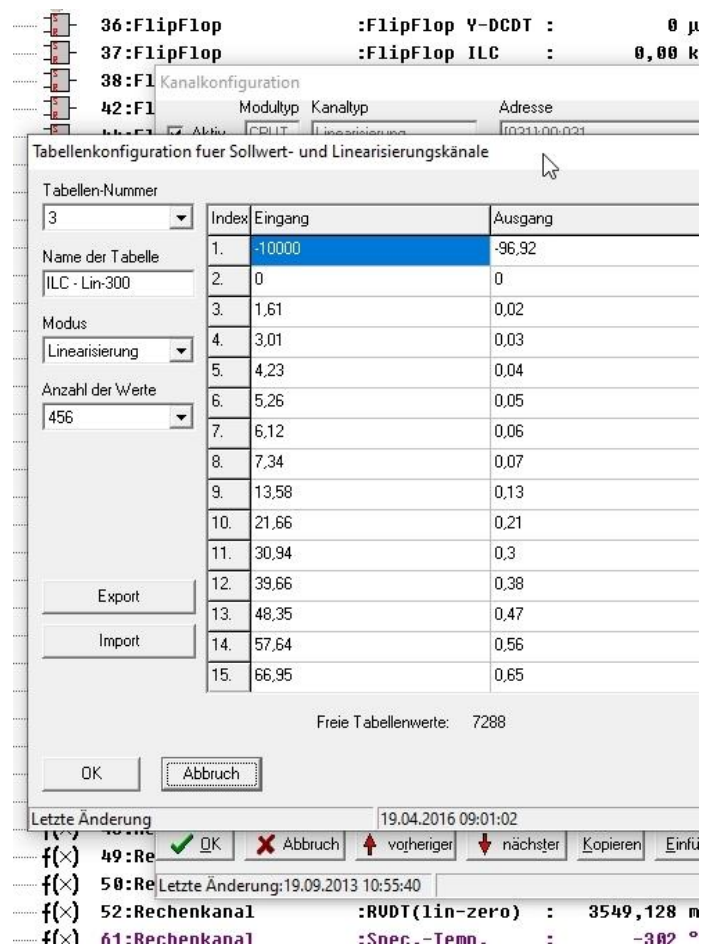 36:FlipFlop :FlipFlop Y-DCDT : 0 µ
37:FlipFlop :FlipFlop ILC : 0,00 k
38:Fl
Kanalkonfiguration
42:Fl
Modultyp Kanaltyp Adresse
Aktiv CPUT Linearisierung [031]:00:031
Tabellenkonfiguration fuer Sollwert- und Linearisierungskänale
Tabellen-Nummer
3
Name der Tabelle
ILC - Lin-300
Modus
Linearisierung
Anzahl der Werte
456
Export
Import
Index Eingang Ausgang
1. -10000 -96,92
2. 0 0
3. 1,61 0,02
4. 3,01 0,03
5. 4,23 0,04
6. 5,26 0,05
7. 6,12 0,06
8. 7,34 0,07
9. 13,58 0,13
10. 21,66 0,21
11. 30,94 0,3
12. 39,66 0,38
13. 48,35 0,47
14. 57,64 0,56
15. 66,95 0,65
Freie Tabellenwerte: 7288
OK Abbruch
Letzte Änderung 19.04.2016 09:01:02
f(×) 49:Re
OK Abbruch vorheriger nächster Kopieren Einfü
f(×) 50:Re
Letzte Änderung:19.09.2013 10:55:40
f(×) 52:Rechenkanal :RVDT(lin-zero) : 3549,128 m
f(×) 61:Rechenkanal :Spec.-Temp. : -302 °